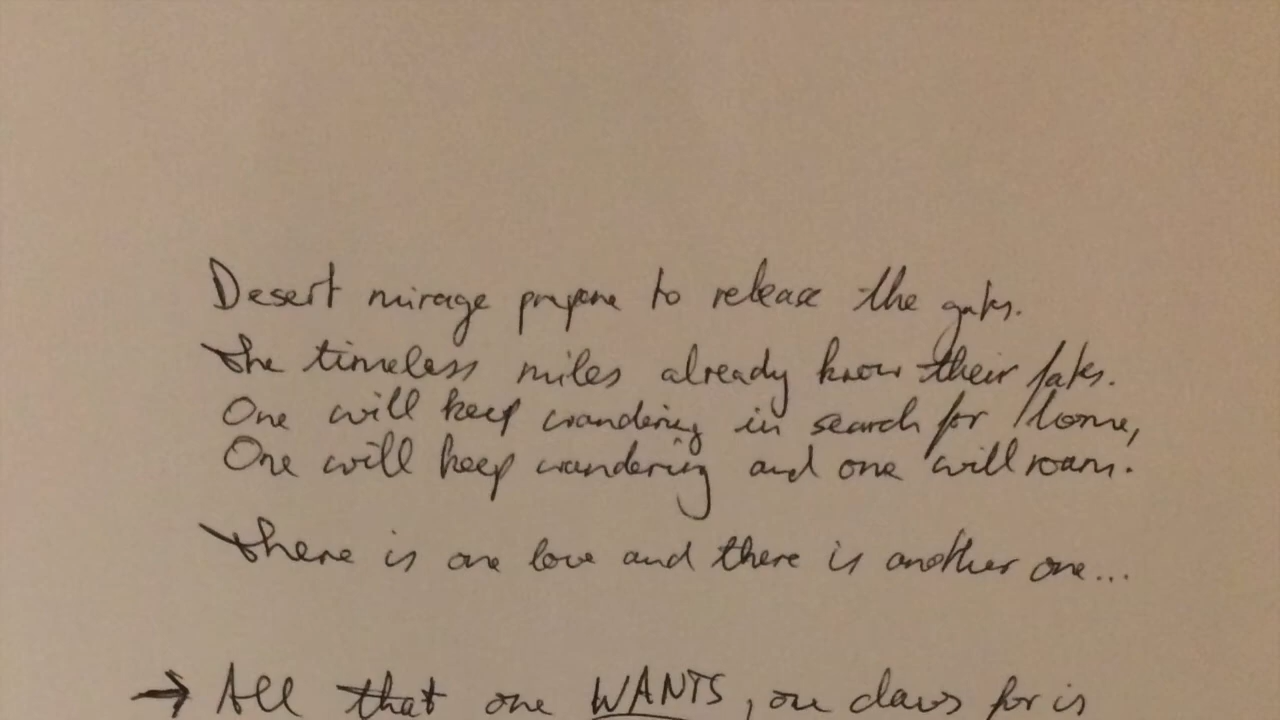 Desert mirage prepare to release the gates.
The timeless miles already know their fates.
One will keep wandering in search for home,
One will keep wandering and one will roam.
There is one love and there is another one...
→ All that one WANTS, one claws for is